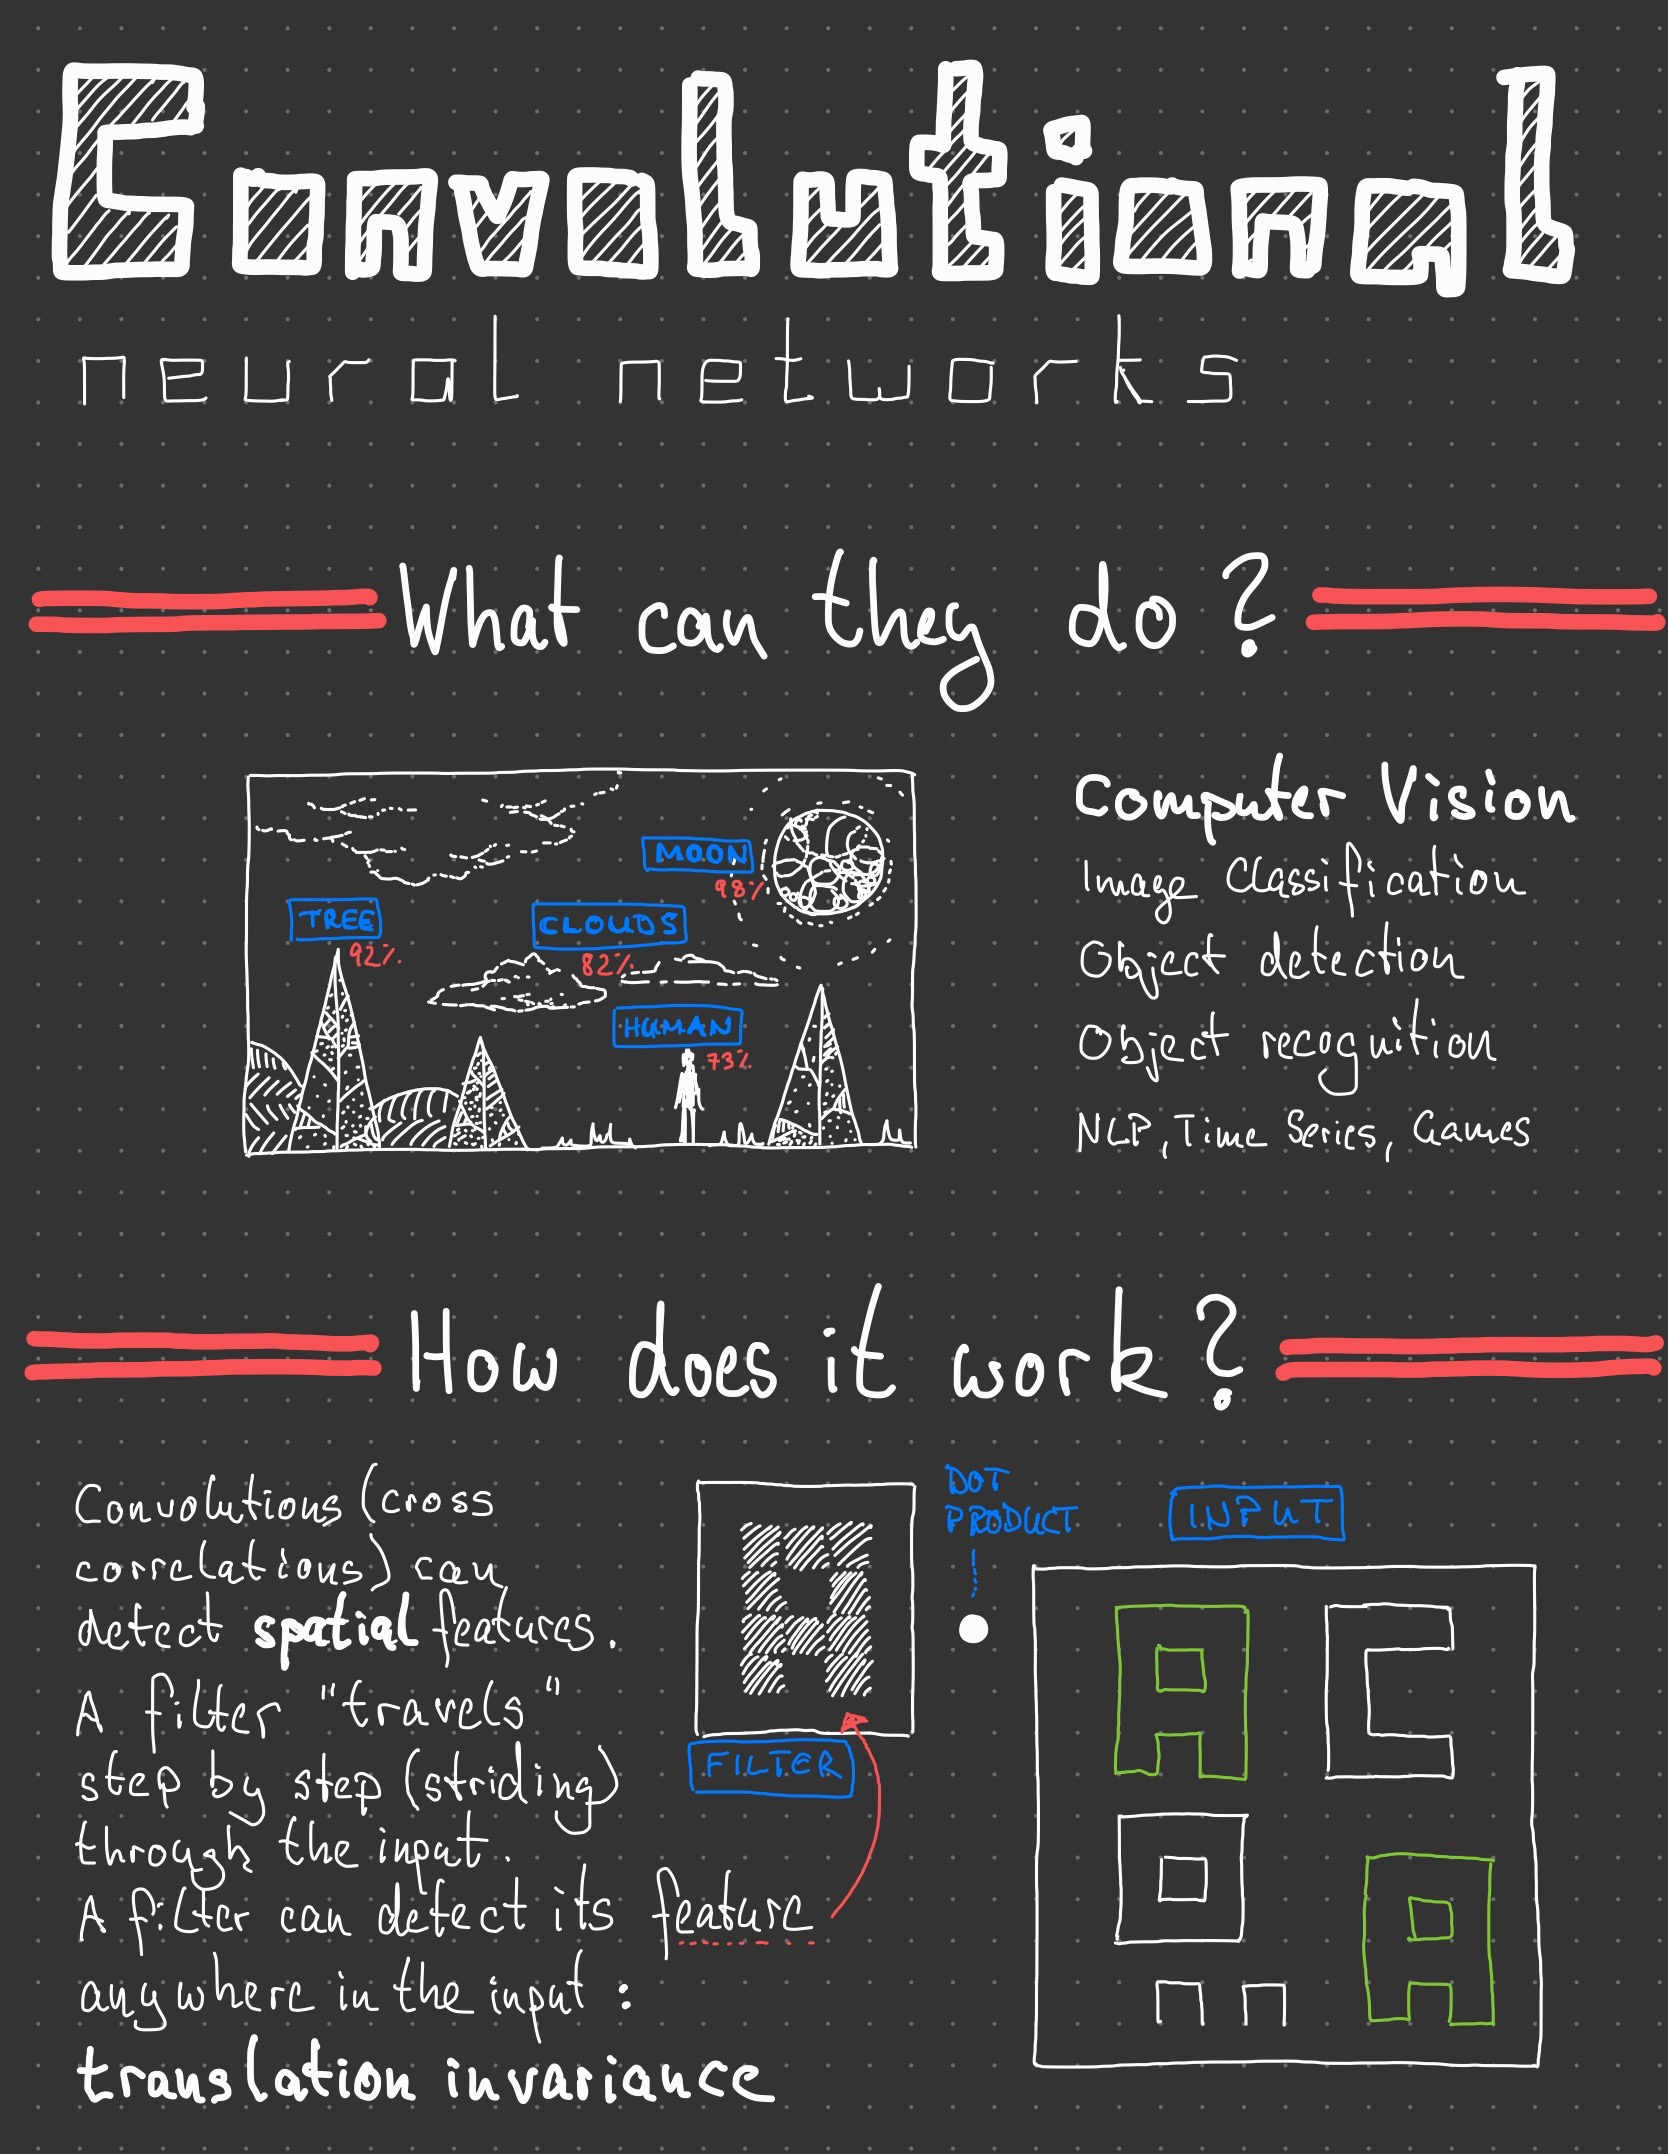 Convolutional
neural networks
What can they do?
MOON
98%
TREE
92%
CLOUDS
82%
HUMAN
73%
Computer Vision
Image Classification
Object detection
Object recognition
NLP, Time Series, Games
How does it work?
Convolutions (cross
correlations) can
detect spatial features.
A filter "travels"
step by step (striding)
through the input.
A filter can detect its feature
anywhere in the input:
translation invariance
FILTER
DOT
PRODUCT
INPUT